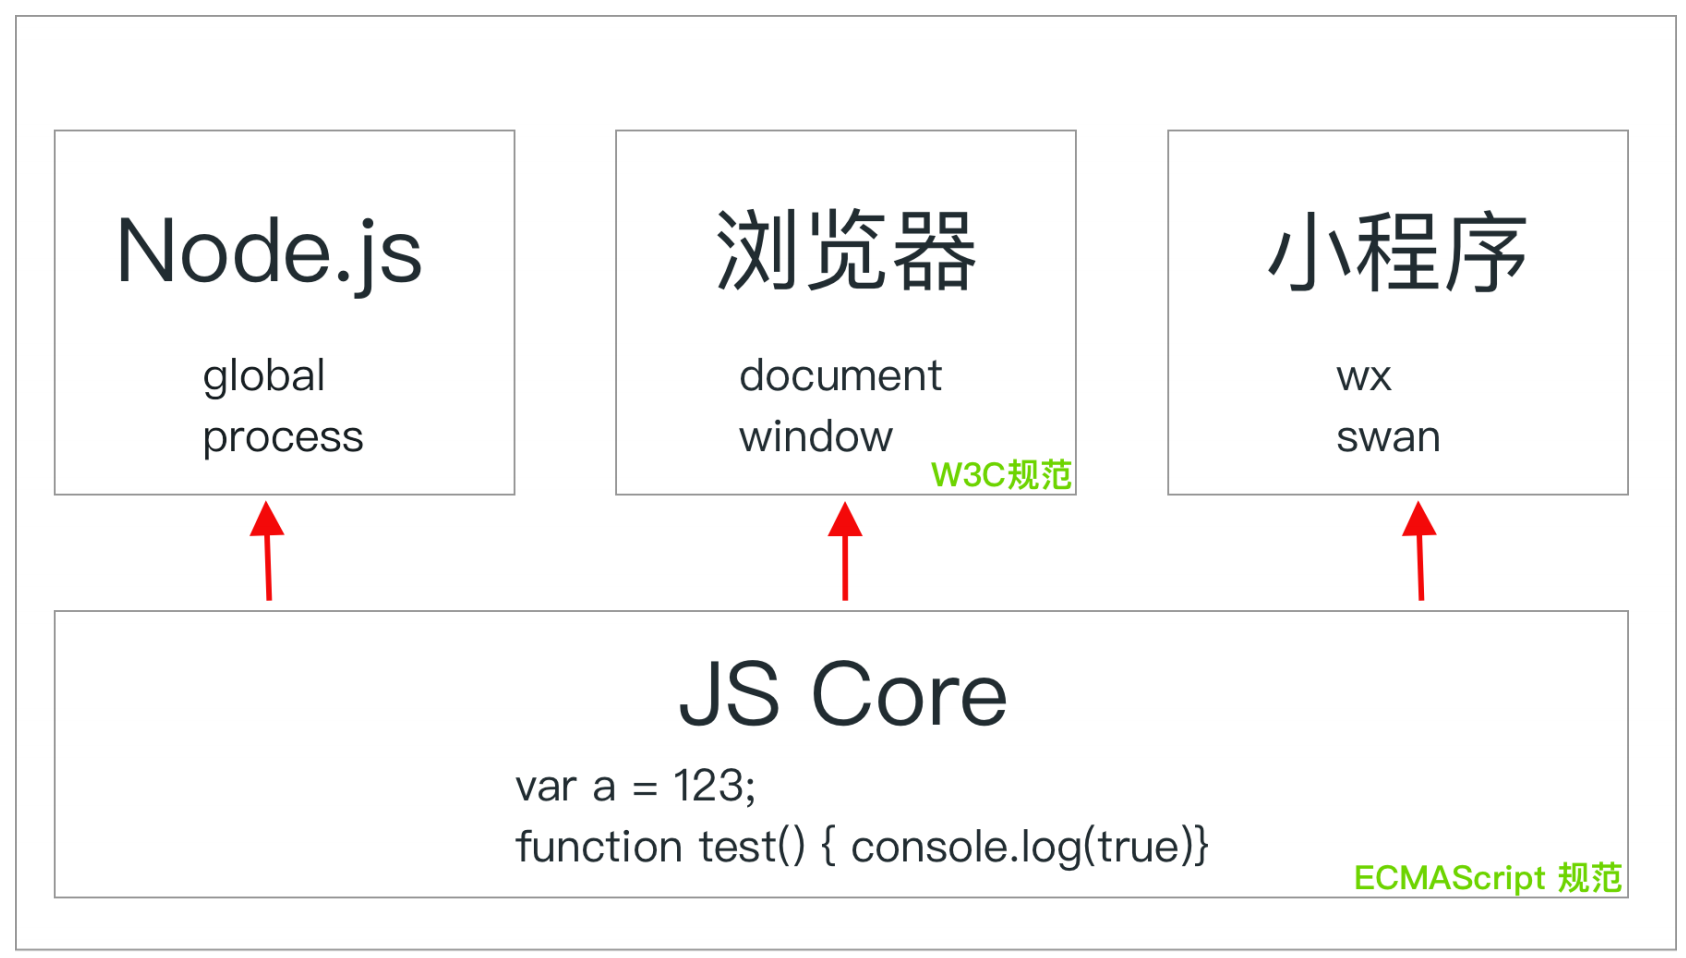 Node.js
global
process
浏览器
document
window
W3C规范
小程序
wx
swan
JS Core
var a = 123;
function test() { console.log(true)}
ECMAScript 规范